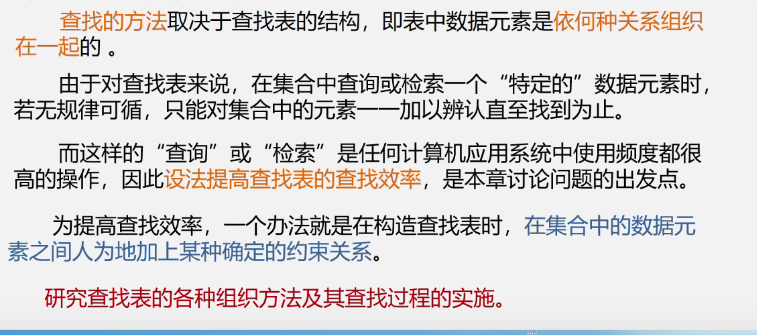 查找的方法取决于查找表的结构，即表中数据元素是依何种关系组织
在一起的 。
由于对查找表来说，在集合中查询或检索一个“特定的”数据元素时，
若无规律可循，只能对集合中的元素一一加以辨认直至找到为止。
而这样的“查询”或“检索”是任何计算机应用系统中使用频度都很
高的操作，因此设法提高查找表的查找效率，是本章讨论问题的出发点。
为提高查找效率，一个办法就是在构造查找表时，在集合中的数据元
素之间人为地加上某种确定的约束关系。
研究查找表的各种组织方法及其查找过程的实施。